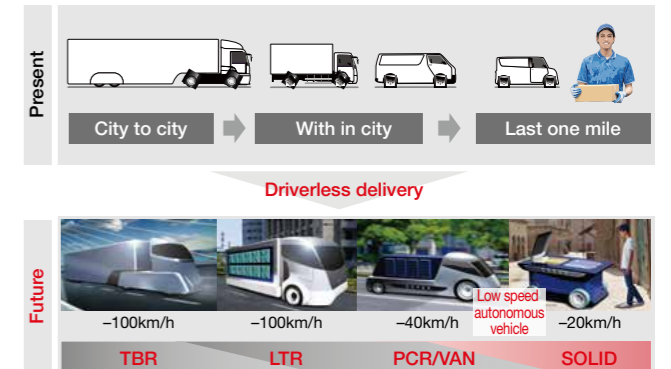 Present
City to city
With in city
Last one mile
Driverless delivery
Future
Low speed
autonomous
vehicle
–100km/h
–100km/h
–40km/h
–20km/h
TBR
LTR
PCR/VAN
SOLID